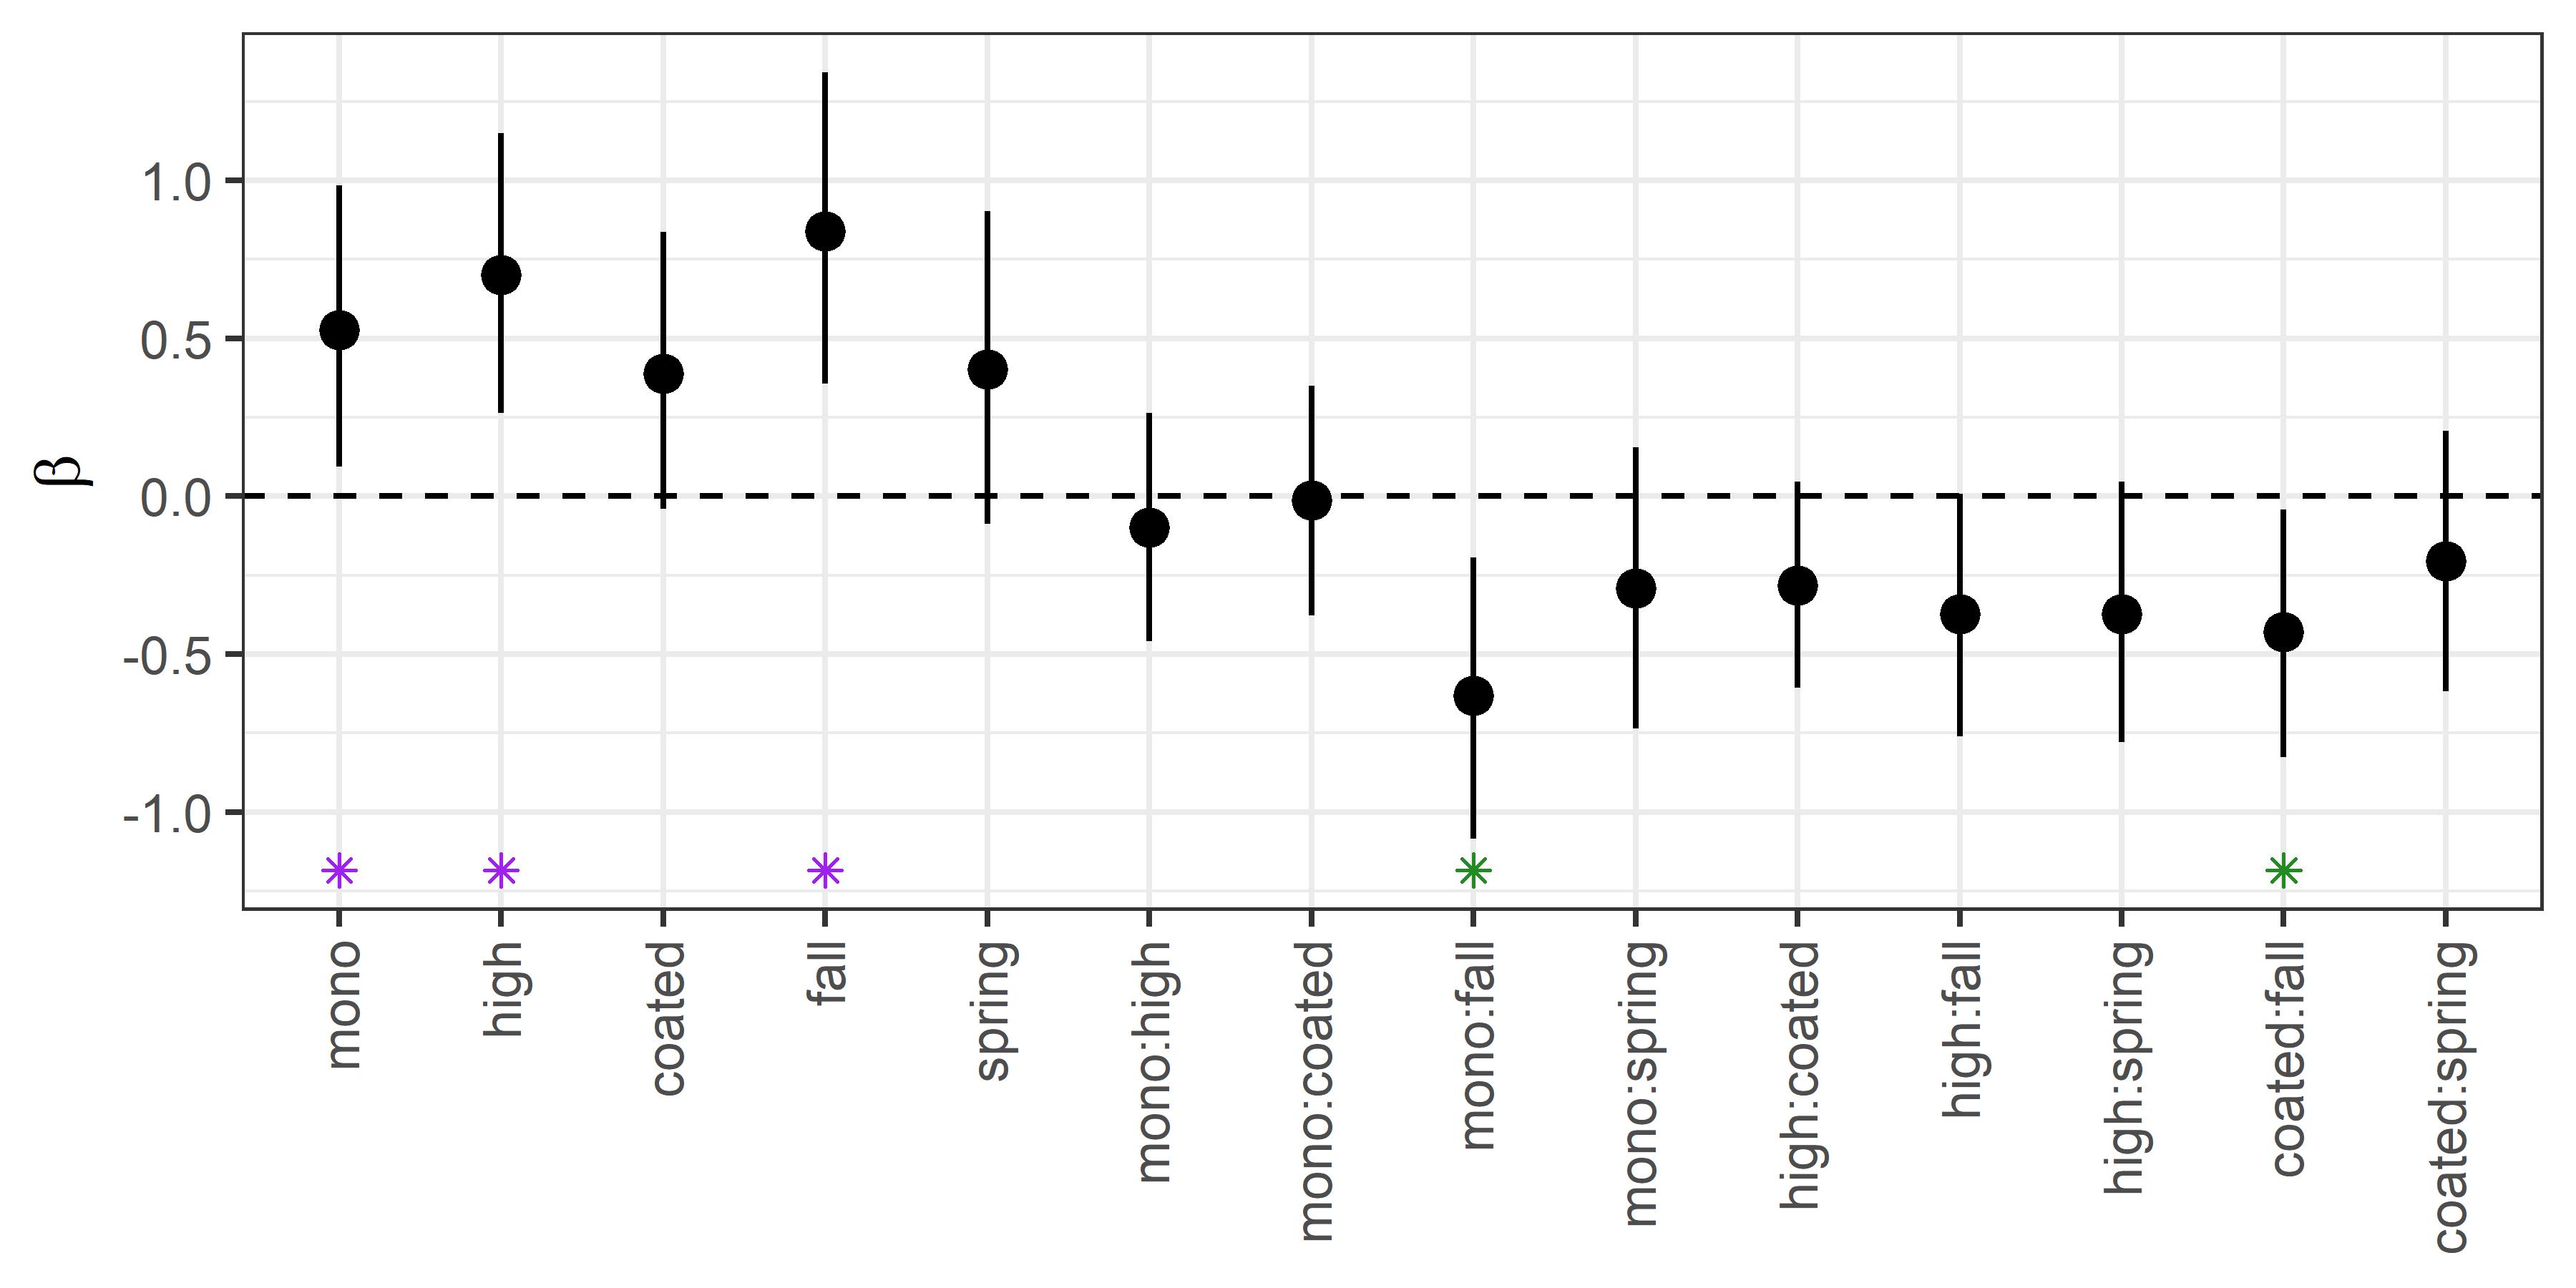 β
1.0
0.5
0.0
-0.5
-1.0
mono
high
coated
fall
spring
mono:high
mono:coated
mono:fall
mono:spring
high:coated
high:fall
high:spring
coated:fall
coated:spring